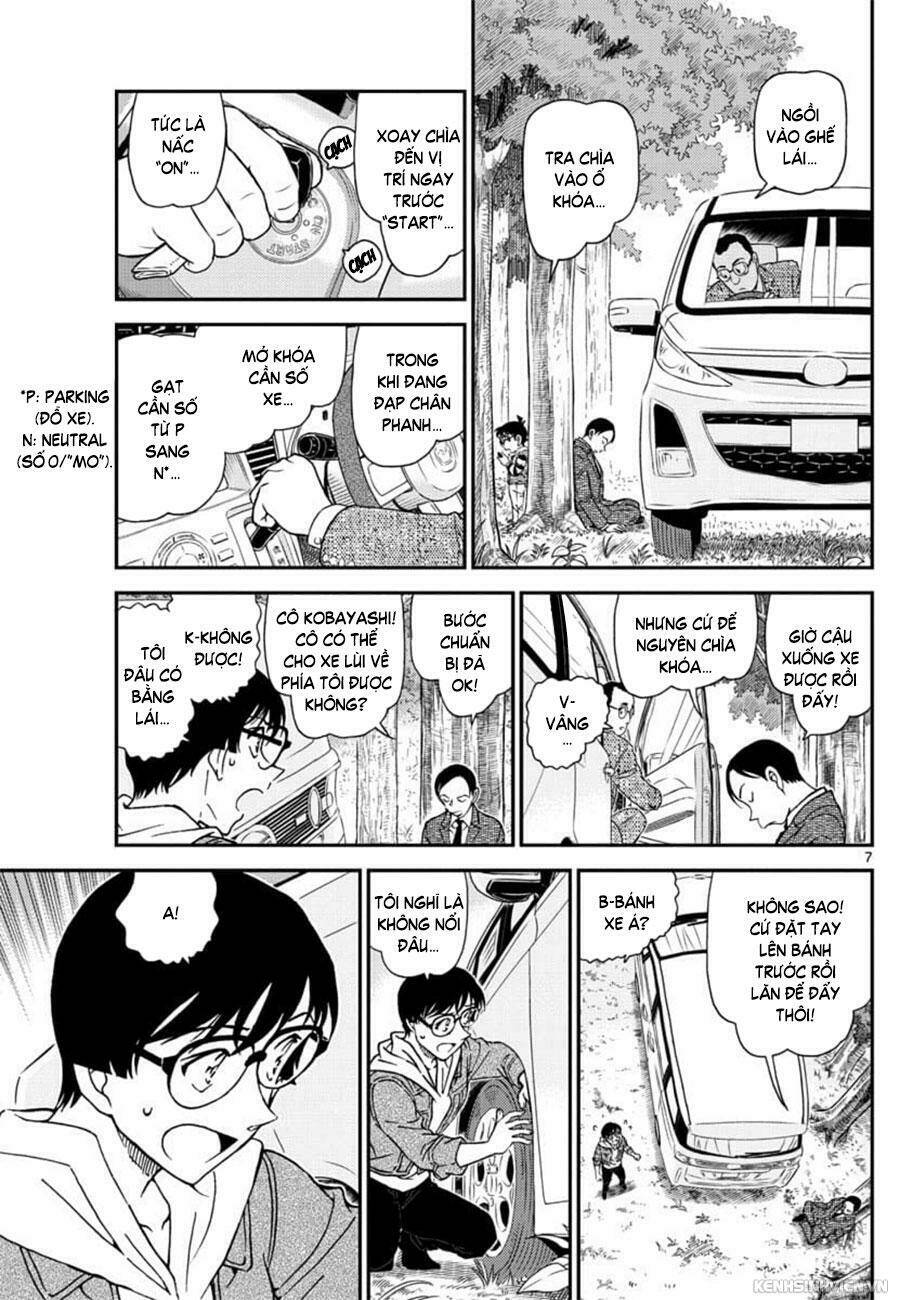 NGỒI
VÀO GHẾ
LÁI...
TRA CHÌA
VÀO Ổ
KHÓA...
XOAY CHÌA
ĐẾN VỊ
TRÍ NGAY
TRƯỚC
"START"...
CẠCH
CẠCH
TỨC LÀ
NẤC
"ON"...
START
TRONG
KHI ĐANG
ĐẠP CHÂN
PHANH...
MỞ KHÓA
CẦN SỐ
XE...
GẠT
CẦN SỐ
TỪ P
SANG
N*...
*P: PARKING
(ĐỒ XE).
N: NEUTRAL
(SỐ 0/"MO").
GIỜ CẬU
XUỐNG XE
ĐƯỢC RỒI
ĐẤY!
NHƯNG CỨ ĐỂ
NGUYÊN CHÌA
KHÓA...
V-
VÂNG
...
BƯỚC
CHUẨN
BỊ ĐÃ
OK!
CÔ KOBAYASHI!
CÔ CÓ THỂ
CHO XE LÙI VỀ
PHÍA TÔI ĐƯỢC
KHÔNG?
K-KHÔNG
ĐƯỢC!
TÔI
ĐÂU CÓ
BẰNG
LÁI...
7
KHÔNG SAO!
CỨ ĐẶT TAY
LÊN BÁNH
TRƯỚC RỒI
LĂN ĐỂ ĐẨY
THÔI!
B-BÁNH
XE Á?
TÔI NGHĨ LÀ
KHÔNG NỔI
ĐÂU...
A!